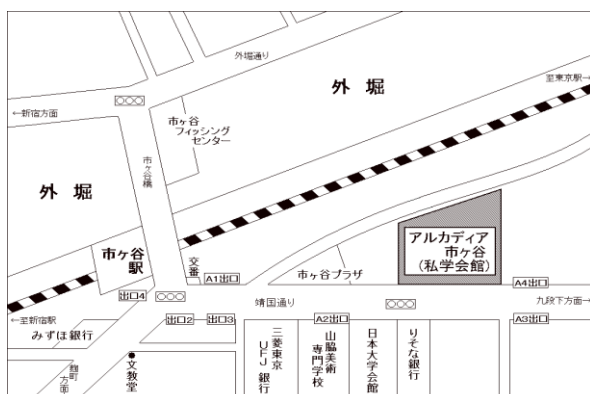 外堀通り
外 堀
至東京駅→
←新宿方面
市ヶ谷
フィッシング
センター
市ヶ谷橋
外 堀
アルカディア
市ヶ谷
(私学会館)
市ヶ谷
駅
交番
A1出口
市ヶ谷プラザ
A4出口
出口4
靖国通り
九段下方面→
←至新宿駅
出口2
出口3
A2出口
A3出口
みずほ銀行
麹町
方面
文教堂
三菱東京
UFJ 銀行
山脇美術
専門学校
日本大学会館
りそな銀行